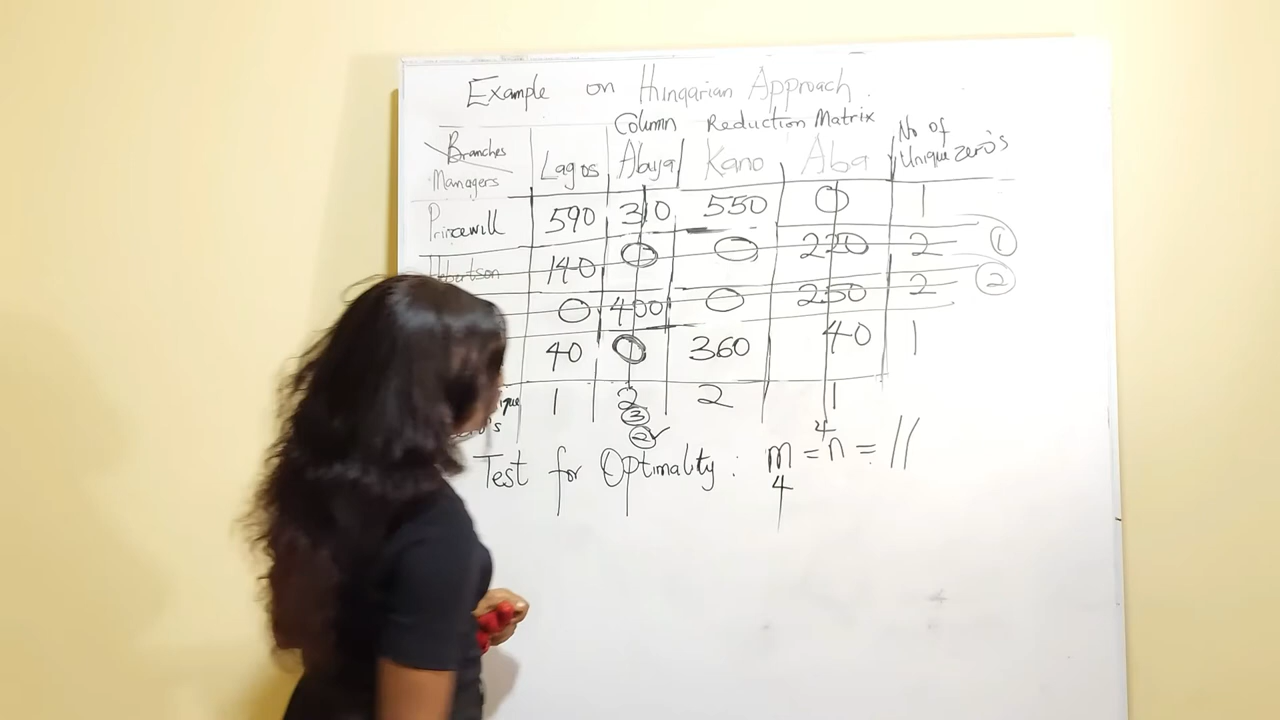 Example on Hungarian Approach.
Column Reduction Matrix
Branches
Managers
Lagos Abuja Kano Aba No of Unique zero's
Princewill 590 310 550 0 1
140 0 0 220 2 1
0 400 0 250 2 2
40 0 360 40 1
1 2 2 1
3
2 ✓
Test for Optimality : m = n = //
4
4